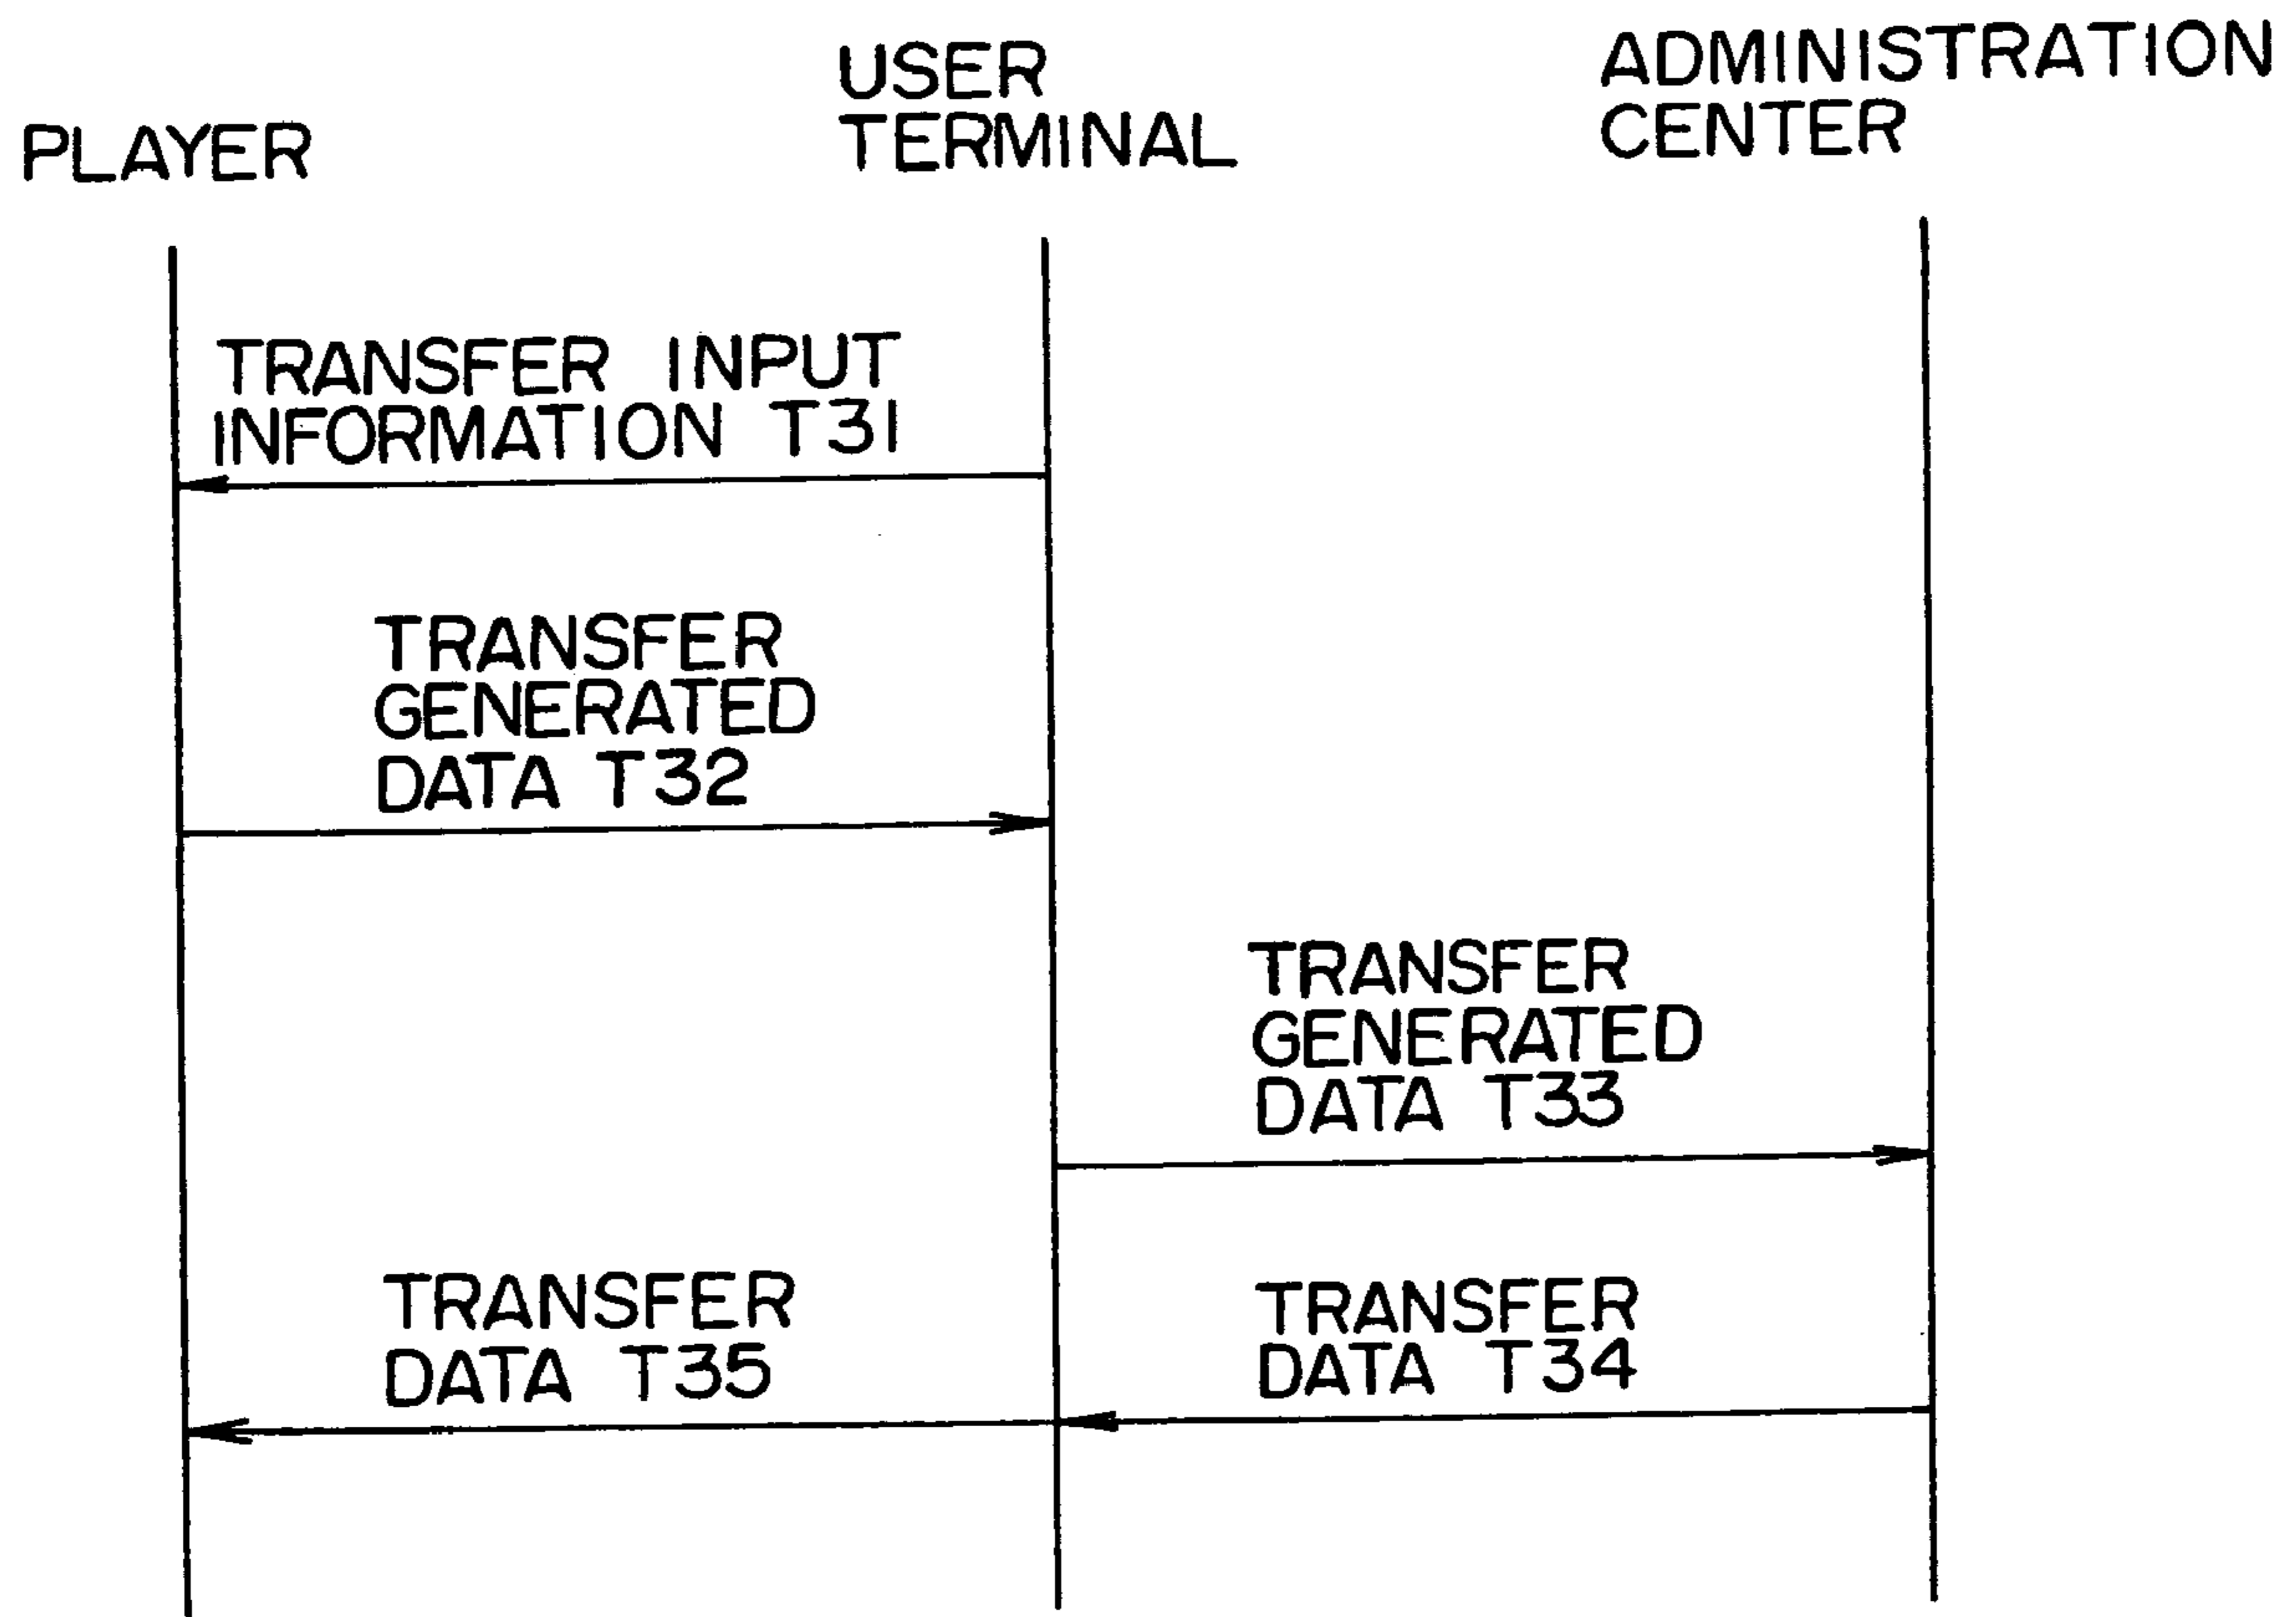 PLAYER
USER
TERMINAL
ADMINISTRATION
CENTER
TRANSFER INPUT
INFORMATION T31
TRANSFER
GENERATED
DATA T32
TRANSFER
GENERATED
DATA T33
TRANSFER
DATA T35
TRANSFER
DATA T34